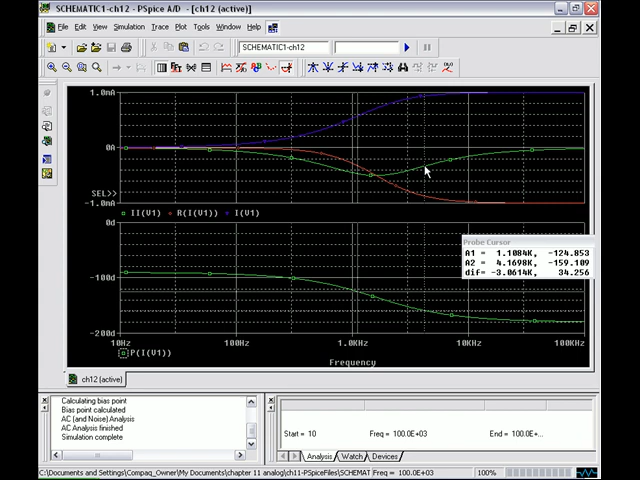 SCHEMATIC1-ch12 - PSpice A/D - [ch12 (active)]
File Edit View Simulation Trace Plot Tools Window Help
SCHEMATIC1-ch12
1.0mA
0A
SEL>>
-1.0mA
II(V1)) R(I(V1)) I(V1)
0d
Probe Cursor
A1 = 1.1084K, -124.853
A2 = 4.1698K, -159.109
dif= -3.0614K, 34.256
-100d
-200d
10Hz 100Hz 1.0KHz 10KHz 100KHz
P(I(V1))
Frequency
ch12 (active)
Calculating bias point
Bias point calculated
AC (and Noise) Analysis
AC Analysis finished
Simulation complete
Start = 10 Freq = 100.0E+03 End = 100.0E+...
Analysis Watch Devices
C:\Documents and Settings\Compaq_Owner\My Documents\chapter 11 analog\ch11-PSpiceFiles\SCHEMAT Freq = 100.0E+03 100%